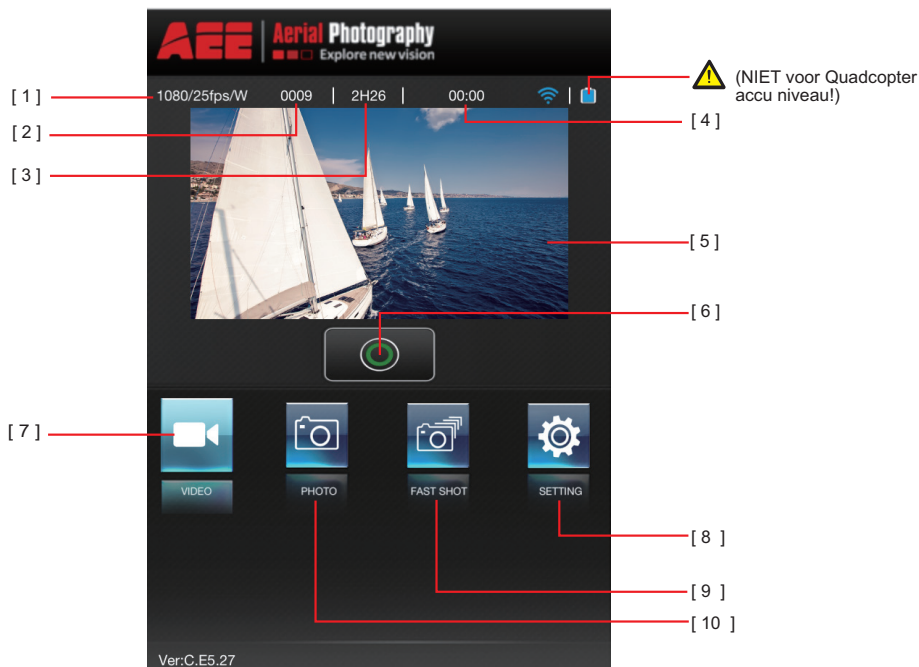 AEE Aerial Photography
Explore new vision
(NIET voor Quadcopter
accu niveau!)
[ 1 ]
1080/25fps/W 0009 2H26 00:00
[ 4 ]
[ 2 ]
[ 3 ]
[ 5 ]
[ 6 ]
[ 7 ]
VIDEO PHOTO FAST SHOT SETTING
[ 8 ]
[ 9 ]
[ 10 ]
Ver:C.E5.27